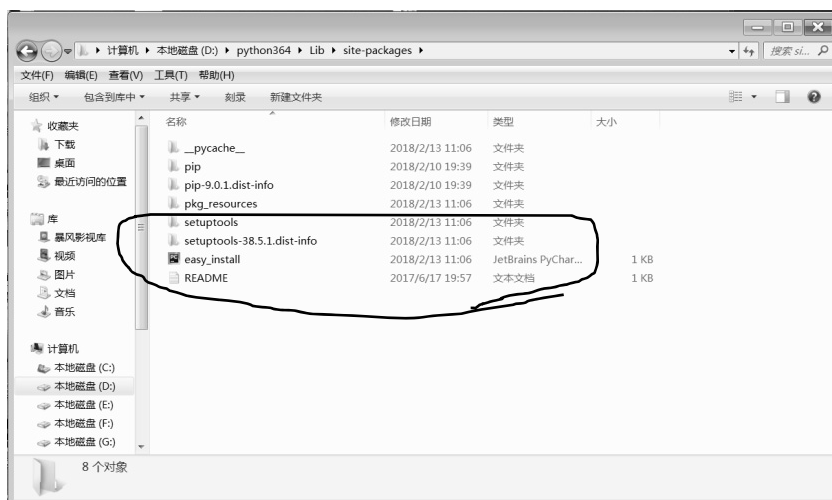 计算机 ▸ 本地磁盘 (D:) ▸ python364 ▸ Lib ▸ site-packages ▸
搜索 si...
文件(F) 编辑(E) 查看(V) 工具(T) 帮助(H)
组织 包含到库中 共享 刻录 新建文件夹
收藏夹
下载
桌面
最近访问的位置
库
暴风影视库
视频
图片
文档
音乐
计算机
本地磁盘 (C:)
本地磁盘 (D:)
本地磁盘 (E:)
本地磁盘 (F:)
本地磁盘 (G:)
名称 修改日期 类型 大小
__pycache__ 2018/2/13 11:06 文件夹
pip 2018/2/10 19:39 文件夹
pip-9.0.1.dist-info 2018/2/10 19:39 文件夹
pkg_resources 2018/2/13 11:06 文件夹
setuptools 2018/2/13 11:06 文件夹
setuptools-38.5.1.dist-info 2018/2/13 11:06 文件夹
easy_install 2018/2/13 11:06 JetBrains PyChar... 1 KB
README 2017/6/17 19:57 文本文档 1 KB
8 个对象